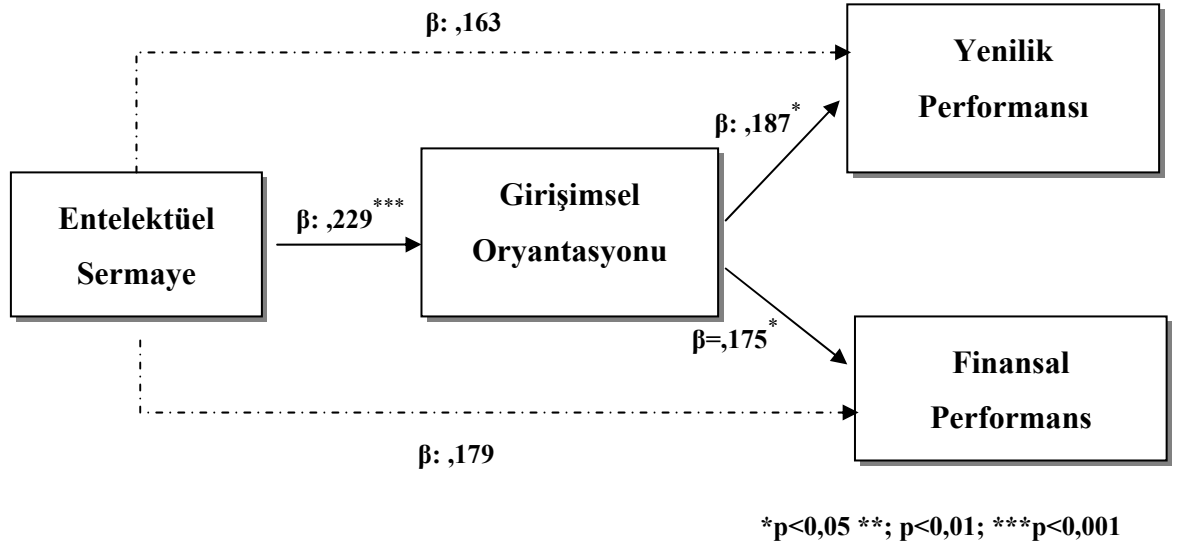 β: ,163
Yenilik
Performansı
β: ,187*
Girişimsel
Oryantasyonu
Entelektüel
Sermaye
β: ,229***
β=,175*
Finansal
Performans
β: ,179
*p<0,05 **; p<0,01; ***p<0,001